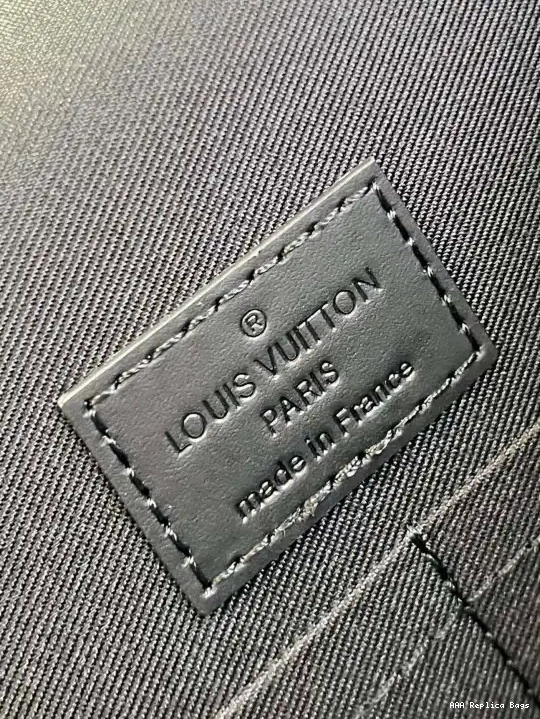 ®
LOUIS VUITTON
PARIS
made in France
AAA Replica Bags